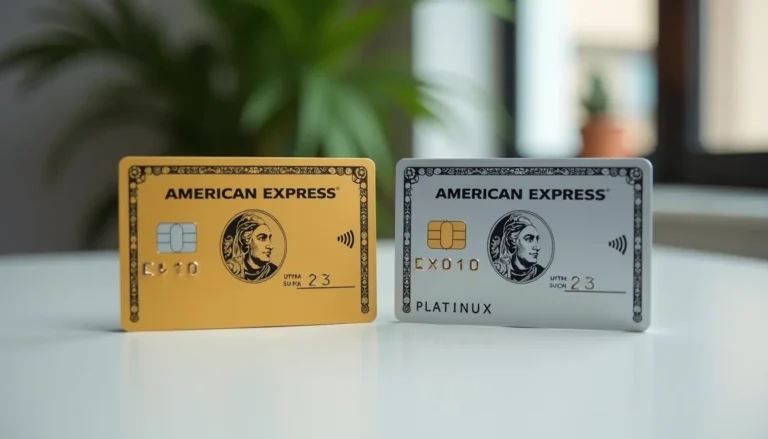 AMERICAN EXPRESS
23
AMERICAN EXPRESS
EX010
23
PLATINUX